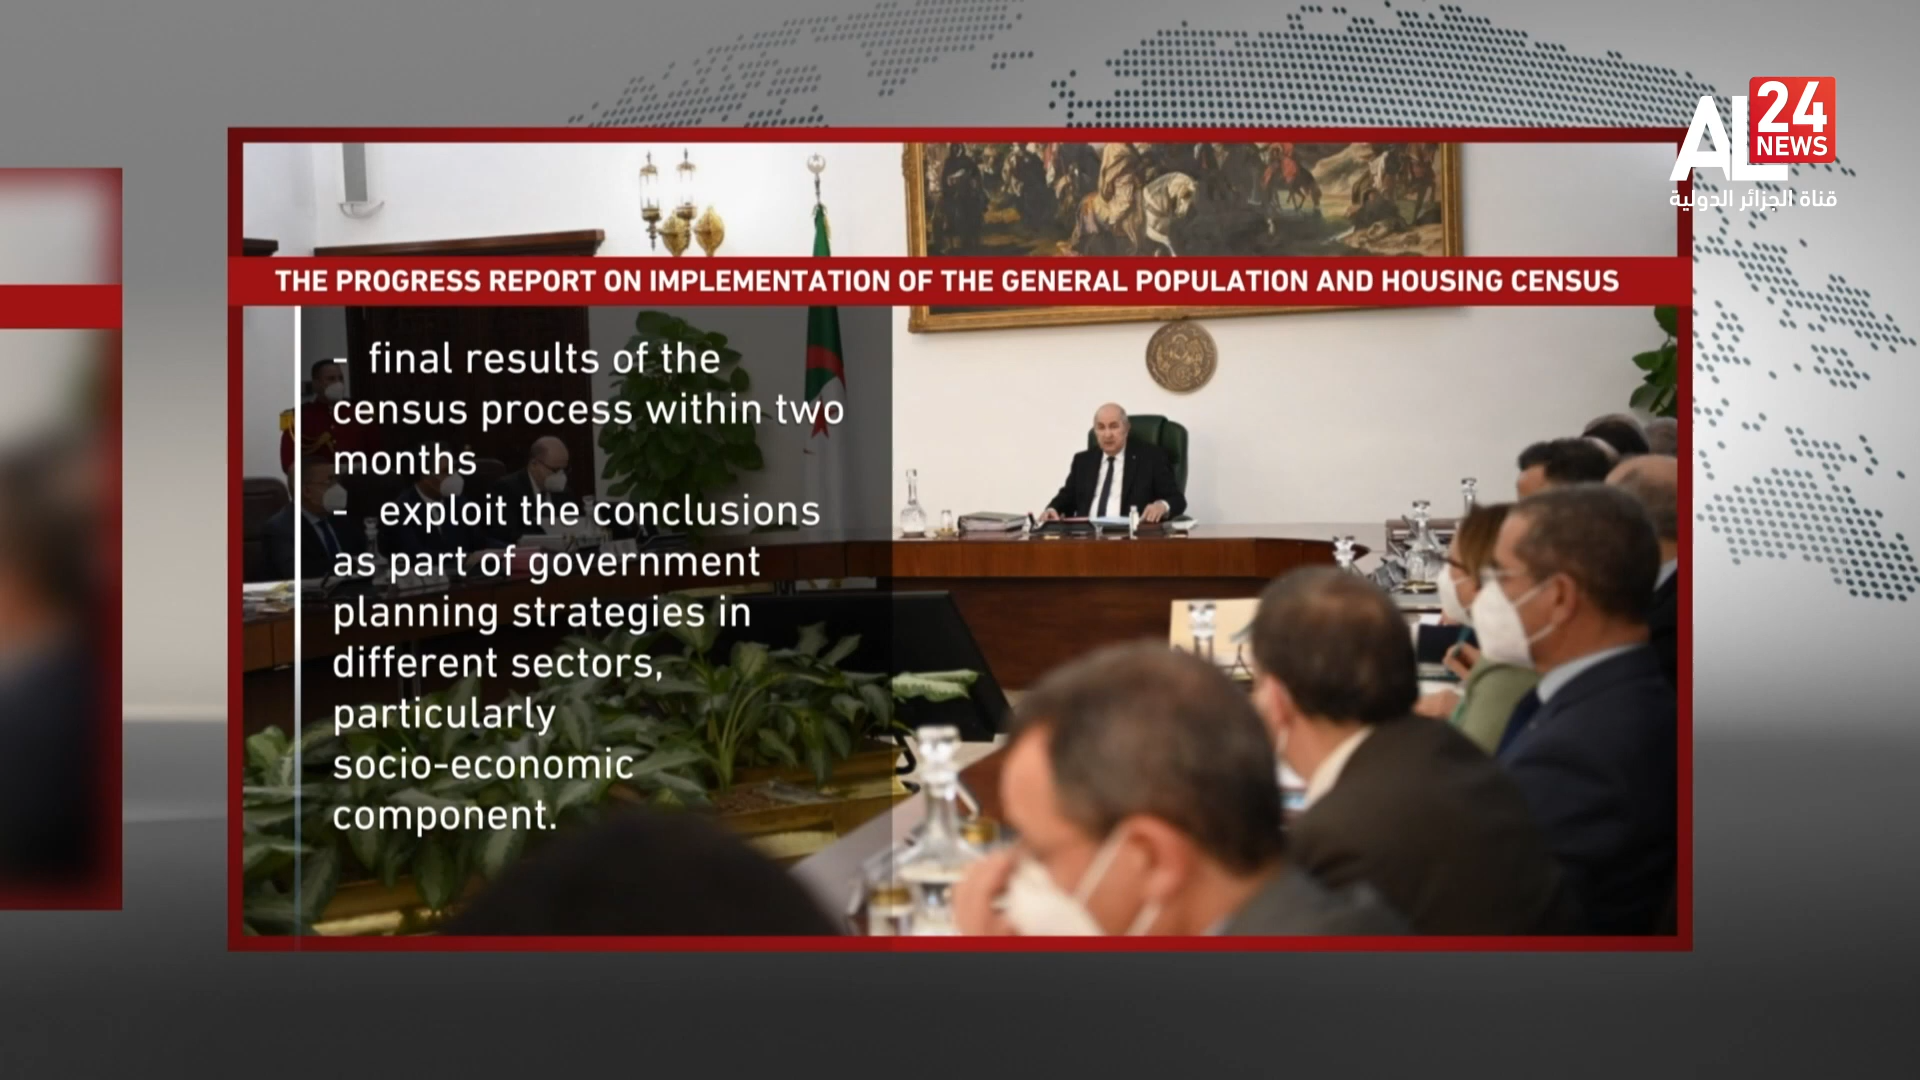 AL
24
NEWS
قناة الجزائر الدولية
THE PROGRESS REPORT ON IMPLEMENTATION OF THE GENERAL POPULATION AND HOUSING CENSUS
- final results of the
census process within two
months
- exploit the conclusions
as part of government
planning strategies in
different sectors,
particularly
socio-economic
component.